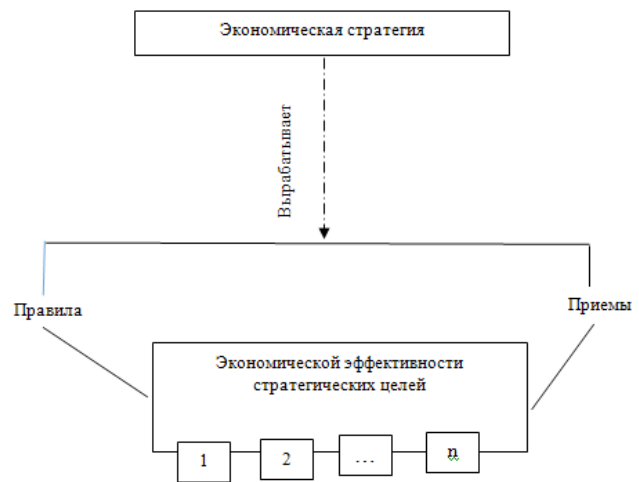 Экономическая стратегия
Вырабатывает
Правила
Приемы
Экономической эффективности
стратегических целей
1
2
…
n